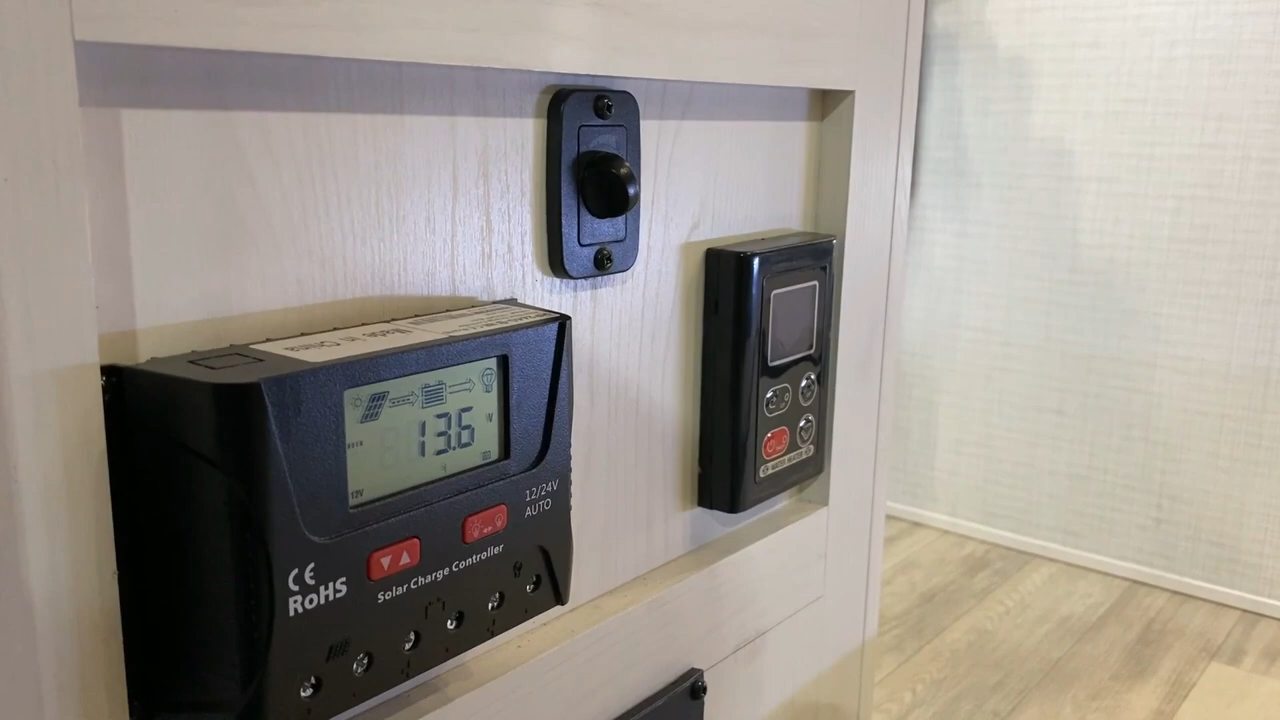 Made in China
13.6
V
12V
12/24V
AUTO
CE
RoHS
Solar Charge Controller
WATER HEATER